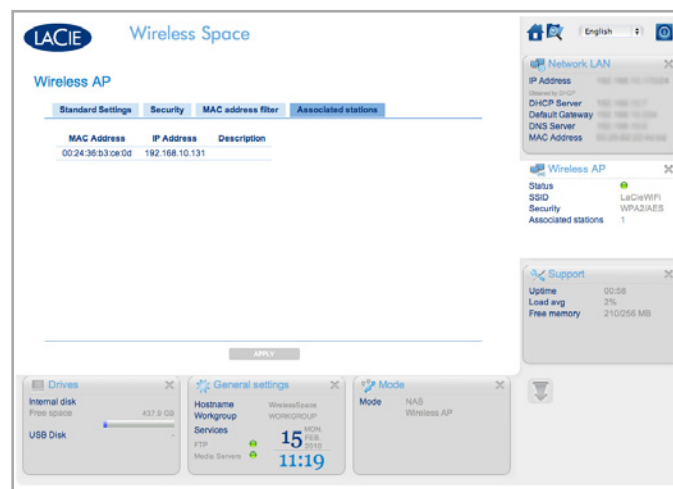 LACIE
Wireless Space
English
Wireless AP
Standard Settings Security MAC address filter Associated stations
MAC Address IP Address Description
00:24:36:b3:ce:0d 192.168.10.131
APPLY
Network LAN
IP Address
Obtained by DHCP
DHCP Server
Default Gateway
DNS Server
MAC Address
Wireless AP
Status
SSID LaCieWiFi
Security WPA2/AES
Associated stations 1
Support
Uptime 00:56
Load avg 2%
Free memory 210/256 MB
Drives
Internal disk
Free space 437.9 GB
USB Disk -
General settings
Hostname WirelessSpace
Workgroup WORKGROUP
Services
FTP
Media Servers
15 MON. FEB. 2010
11:19
Mode
Mode NAS
Wireless AP